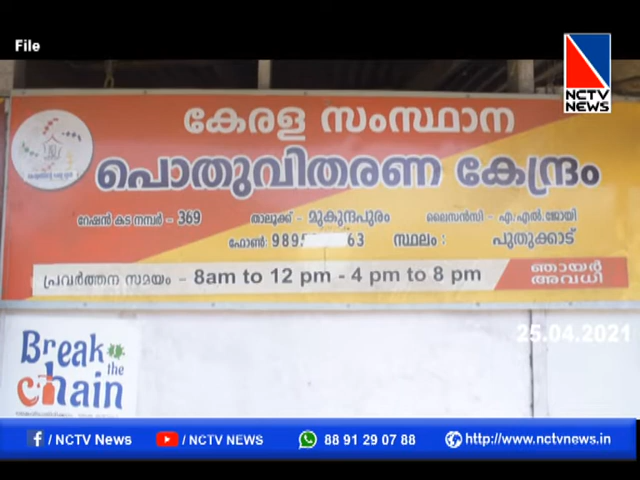 File
NCTV
NEWS
കേരള സംസ്ഥാന
പൊതുവിതരണ കേന്ദ്രം
റേഷൻ കട നമ്പർ – 369 താലൂക്ക് – മുകുന്ദപുരം ലൈസൻസി – എ.എൽ.ജോയി
ഫോൺ: 989 63 സ്ഥലം : പുതുക്കാട്
പ്രവർത്തന സമയം – 8am to 12 pm - 4 pm to 8 pm ഞായർ അവധി
25.04.2021
Break the chain
/ NCTV News / NCTV NEWS 88 91 29 07 88 http://www.nctvnews.in